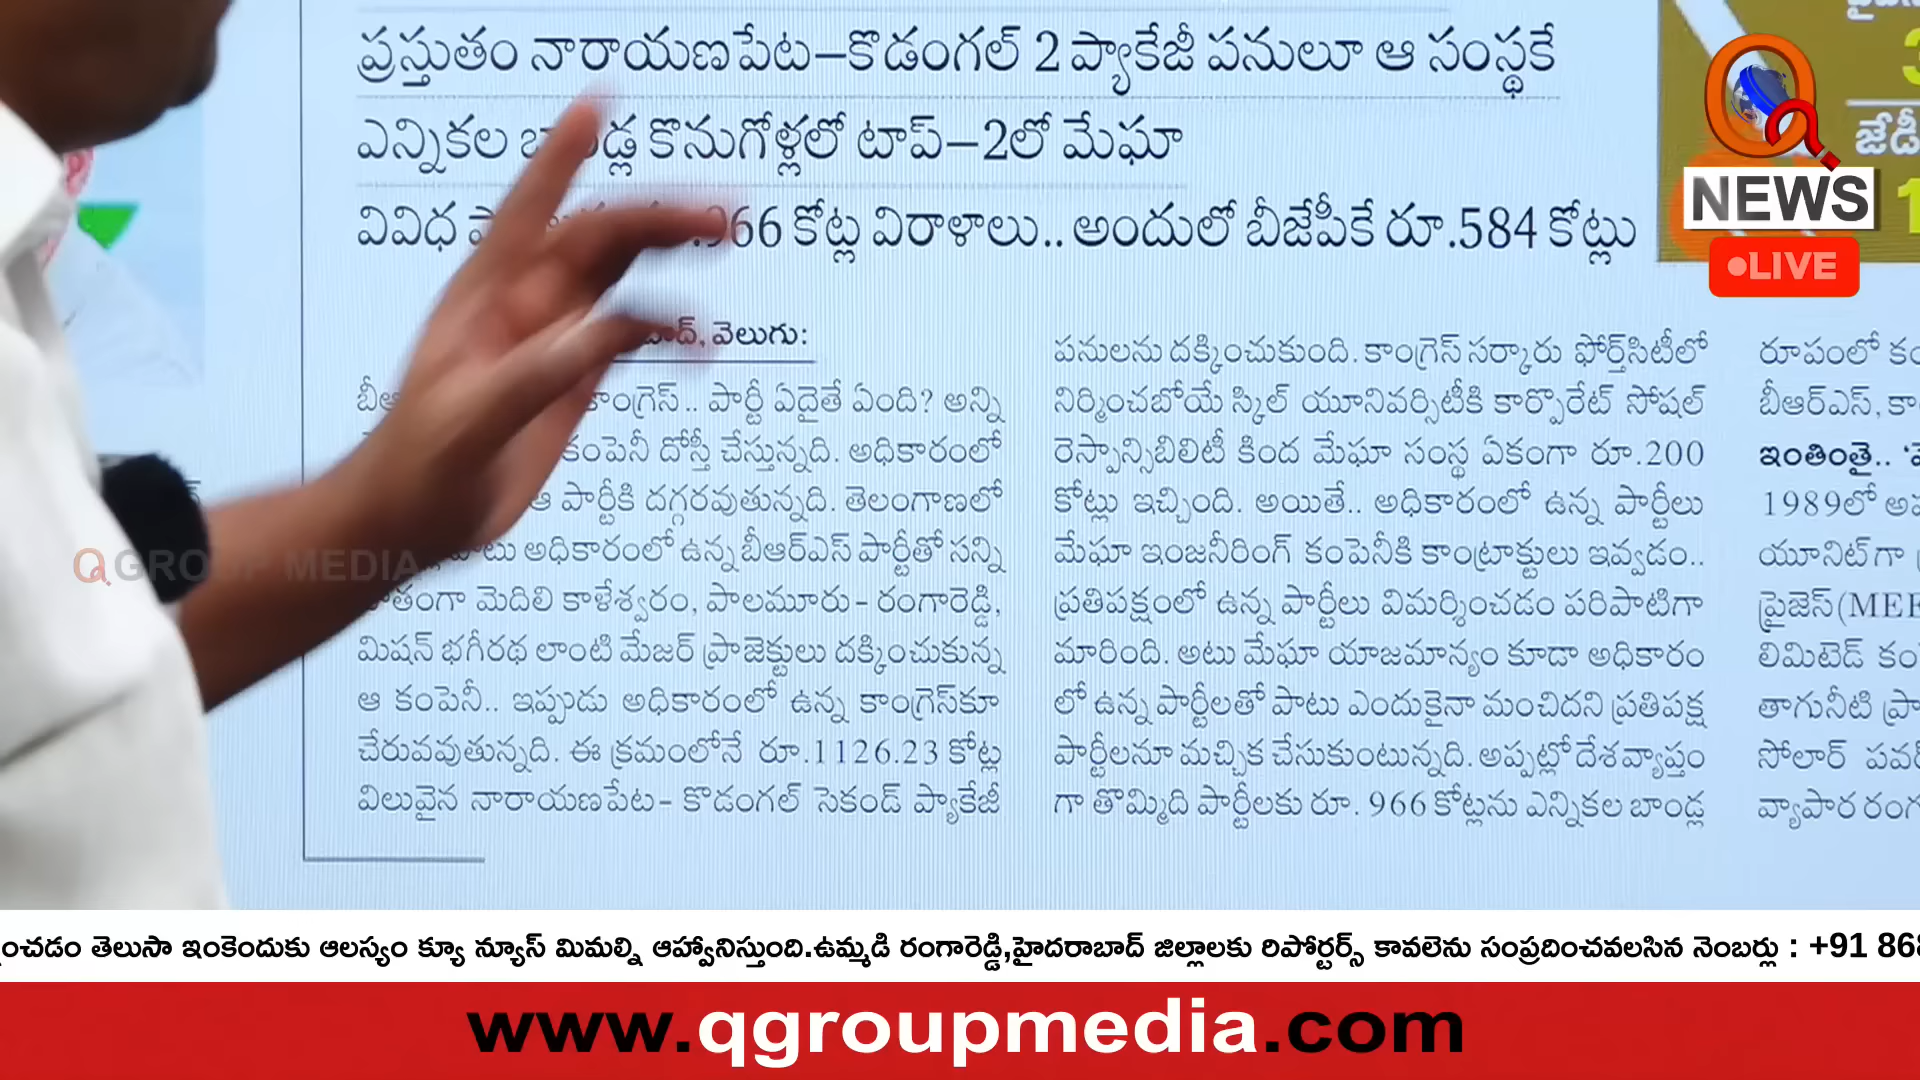 ప్రస్తుతం నారాయణపేట–కొడంగల్ 2 ప్యాకేజీ పనులూ ఆ సంస్థకే
ఎన్నికల కొనుగోళ్లలో టాప్–2లో మేఘా
వివిధ 966 కోట్ల విరాళాలు.. అందులో బీజేపీకే రూ.584 కోట్లు
వెలుగు:
కాంగ్రెస్.. పార్టీ ఏదైతే ఏంది? అన్ని
కంపెనీ దోస్తీ చేస్తున్నది. అధికారంలో
ఆ పార్టీకి దగ్గరవుతున్నది. తెలంగాణలో
అధికారంలో ఉన్న బీఆర్ఎస్ పార్టీతో సన్ని
మెదిలి కాళేశ్వరం, పాలమూరు- రంగారెడ్డి,
మిషన్ భగీరథ లాంటి మేజర్ ప్రాజెక్టులు దక్కించుకున్న
ఆ కంపెనీ.. ఇప్పుడు అధికారంలో ఉన్న కాంగ్రెస్‌కూ
చేరువవుతున్నది. ఈ క్రమంలోనే రూ.1126.23 కోట్ల
విలువైన నారాయణపేట- కొడంగల్ సెకండ్ ప్యాకేజీ
పనులను దక్కించుకుంది. కాంగ్రెస్ సర్కారు ఫోర్త్‌సిటీలో
నిర్మించబోయే స్కిల్ యూనివర్సిటీకి కార్పొరేట్ సోషల్
రెస్పాన్సిబిలిటీ కింద మేఘా సంస్థ ఏకంగా రూ.200
కోట్లు ఇచ్చింది. అయితే.. అధికారంలో ఉన్న పార్టీలు
మేఘా ఇంజనీరింగ్ కంపెనీకి కాంట్రాక్టులు ఇవ్వడం..
ప్రతిపక్షంలో ఉన్న పార్టీలు విమర్శించడం పరిపాటిగా
మారింది. అటు మేఘా యాజమాన్యం కూడా అధికారం
లో ఉన్న పార్టీలతో పాటు ఎందుకైనా మంచిదని ప్రతిపక్ష
పార్టీలనూ మచ్చిక చేసుకుంటున్నది. అప్పట్లో దేశవ్యాప్తం
గా తొమ్మిది పార్టీలకు రూ. 966 కోట్లను ఎన్నికల బాండ్ల
రూపంలో
బీఆర్ఎస్,
ఇంతింతై..
1989లో
యూనిట్‌గా
ప్రైజెస్(MEE
లిమిటెడ్
తాగునీటి
సోలార్ పవర్
వ్యాపార
NEWS
LIVE
Q GROUP MEDIA
తెలుసా ఇంకెందుకు ఆలస్యం క్యూ న్యూస్ మిమల్ని ఆహ్వానిస్తుంది.ఉమ్మడి రంగారెడ్డి,హైదరాబాద్ జిల్లాలకు రిపోర్టర్స్ కావలెను సంప్రదించవలసిన నెంబర్లు : +91 868
www.qgroupmedia.com